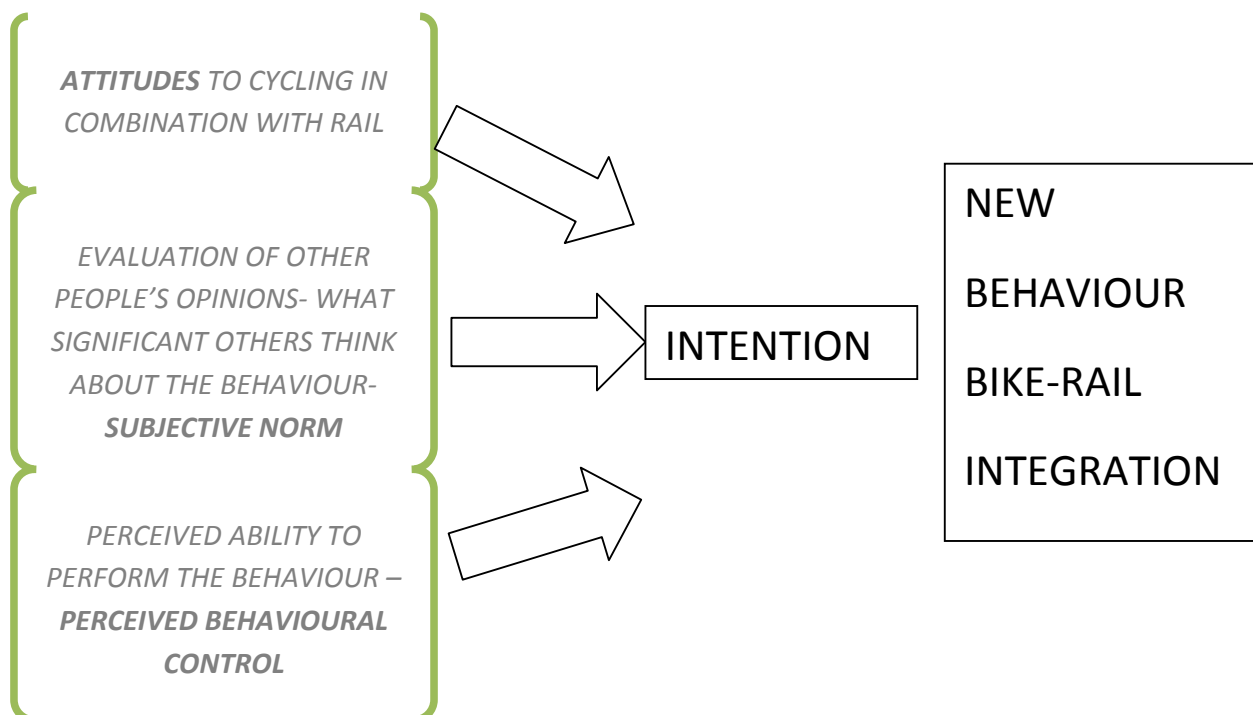 ATTITUDES TO CYCLING IN
COMBINATION WITH RAIL
EVALUATION OF OTHER
PEOPLE’S OPINIONS- WHAT
SIGNIFICANT OTHERS THINK
ABOUT THE BEHAVIOUR-
SUBJECTIVE NORM
PERCEIVED ABILITY TO
PERFORM THE BEHAVIOUR –
PERCEIVED BEHAVIOURAL
CONTROL
INTENTION
NEW
BEHAVIOUR
BIKE-RAIL
INTEGRATION